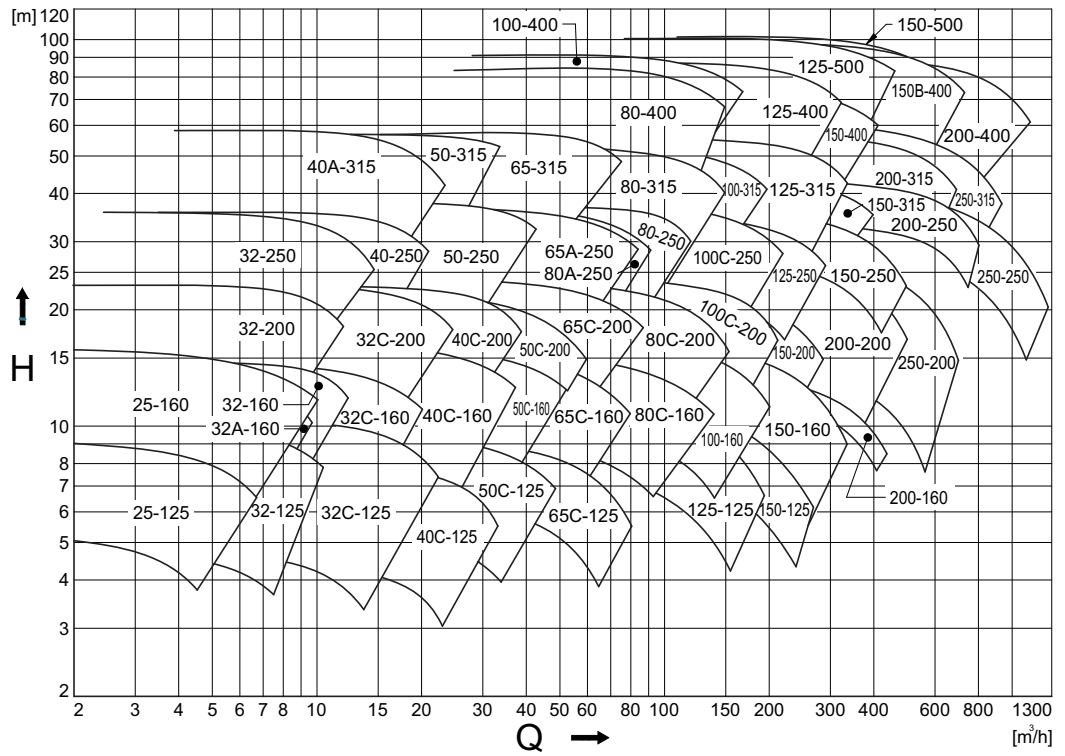 [m] 120
100-400
150-500
100
90
125-500
80
150B-400
70
80-400
125-400
60
150-400
200-400
50
50-315
40A-315
65-315
200-315
80-315
100-315
125-315
40
250-315
150-315
200-250
80-250
30
32-250
40-250
50-250
65A-250
100C-250
25
80A-250
125-250
150-250
250-250
20
100C-200
32-200
32C-200
40C-200
65C-200
80C-200
50C-200
150-200
200-200
15
250-200
H
25-160
32-160
50C-160
32C-160
40C-160
65C-160
80C-160
10
32A-160
100-160
150-160
8
7
50C-125
200-160
6
25-125
32-125
32C-125
65C-125
125-125
150-125
5
40C-125
4
3
2
2 3 4 5 6 7 8 10 15 20 30 40 50 60 80 100 150 200 300 400 600 800 1300
Q
[m³/h]